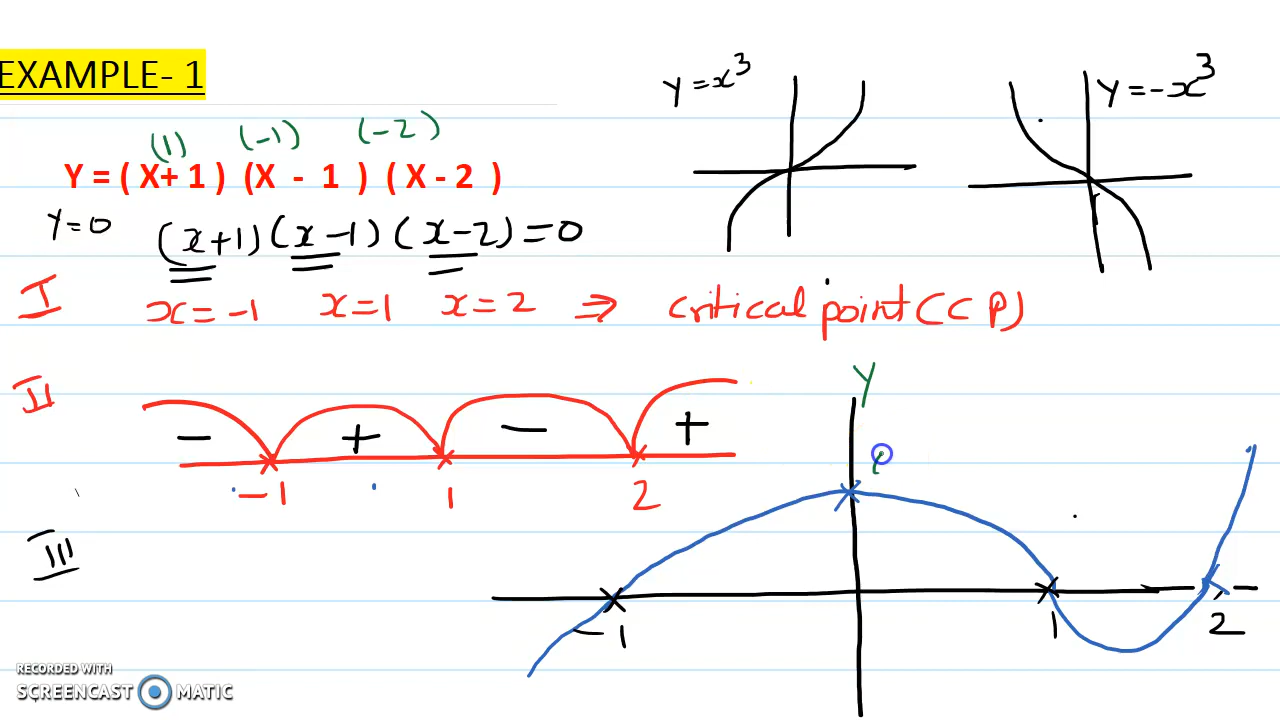 EXAMPLE- 1
Y = x³
Y = -x³
(1) (-1) (-2)
Y = ( X+ 1 ) (X - 1 ) ( X - 2 )
Y = 0 (x+1)(x-1)(x-2) = 0
I x = -1 x = 1 x = 2 ⇒ critical point (C P)
II
- + - +
-1 1 2
Y
III
-1 1 2
RECORDED WITH
SCREENCAST MATIC